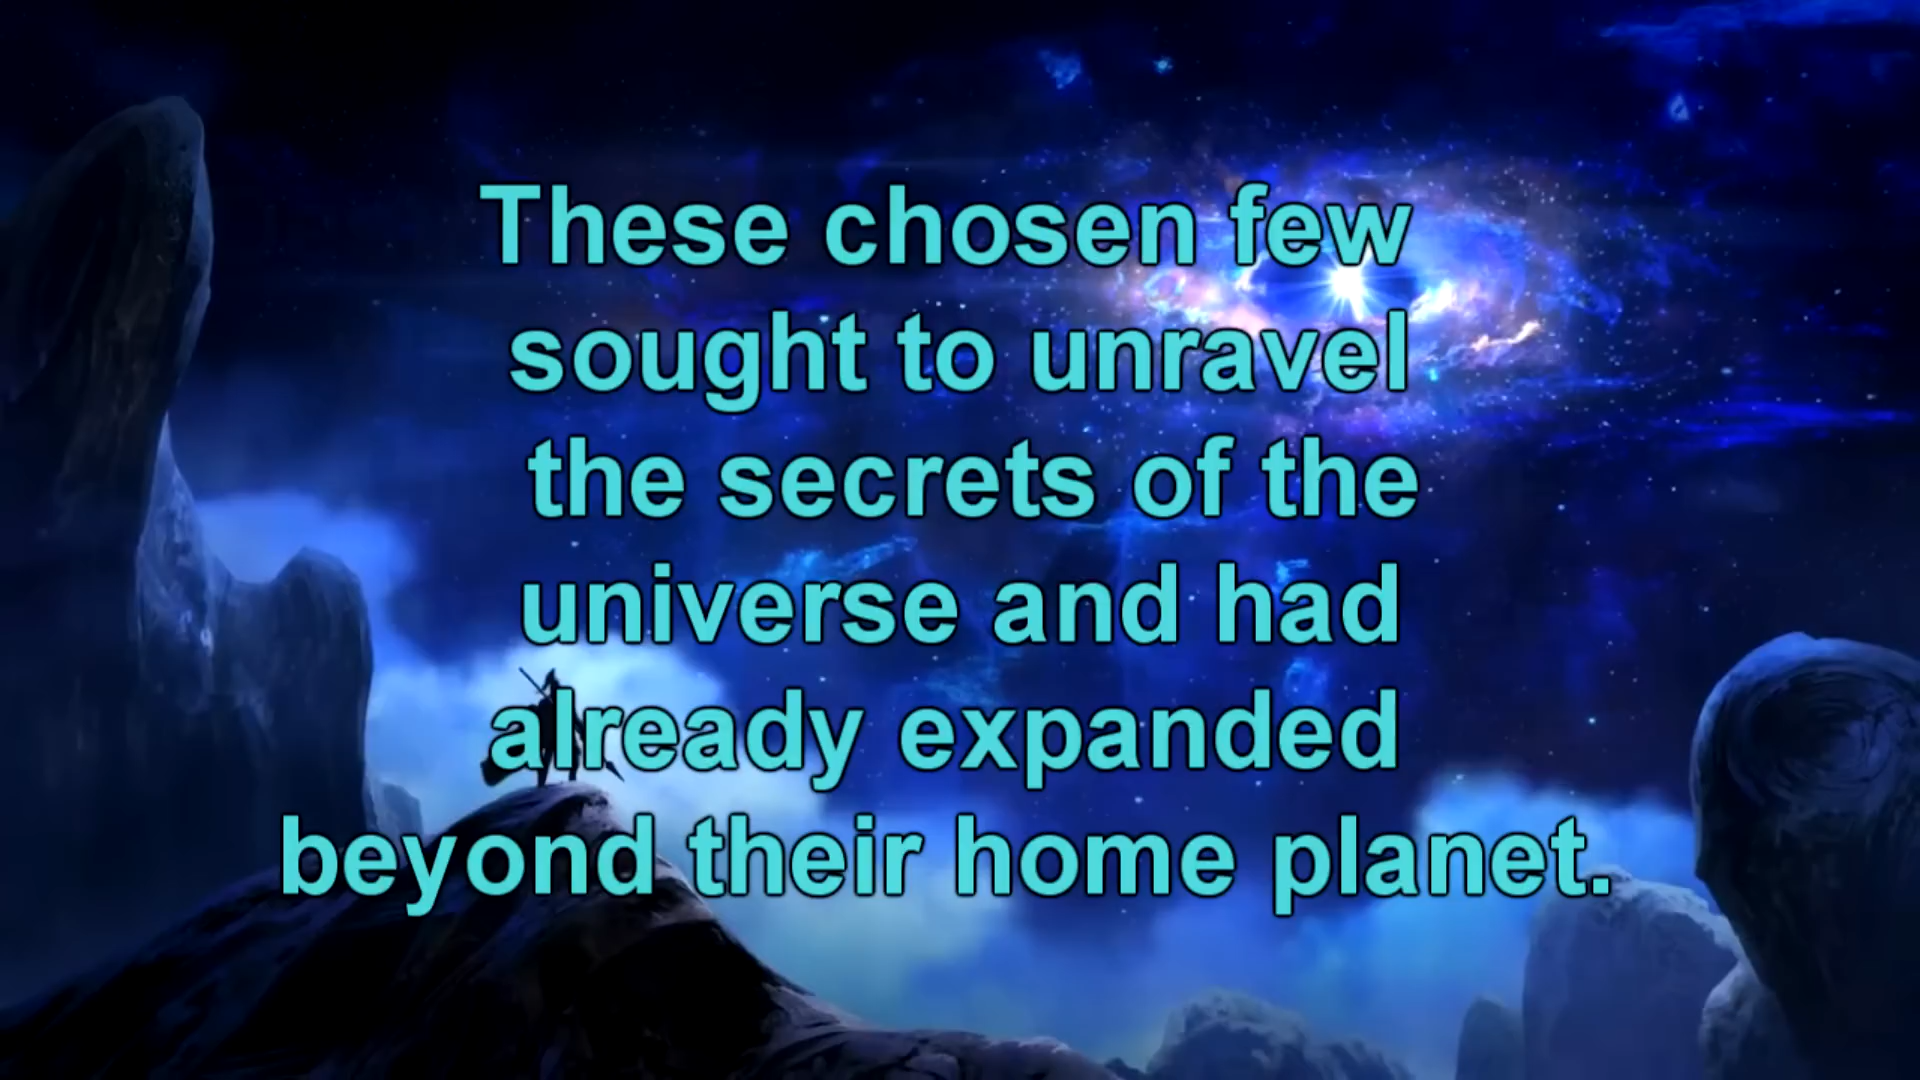 These chosen few
sought to unravel
the secrets of the
universe and had
already expanded
beyond their home planet.